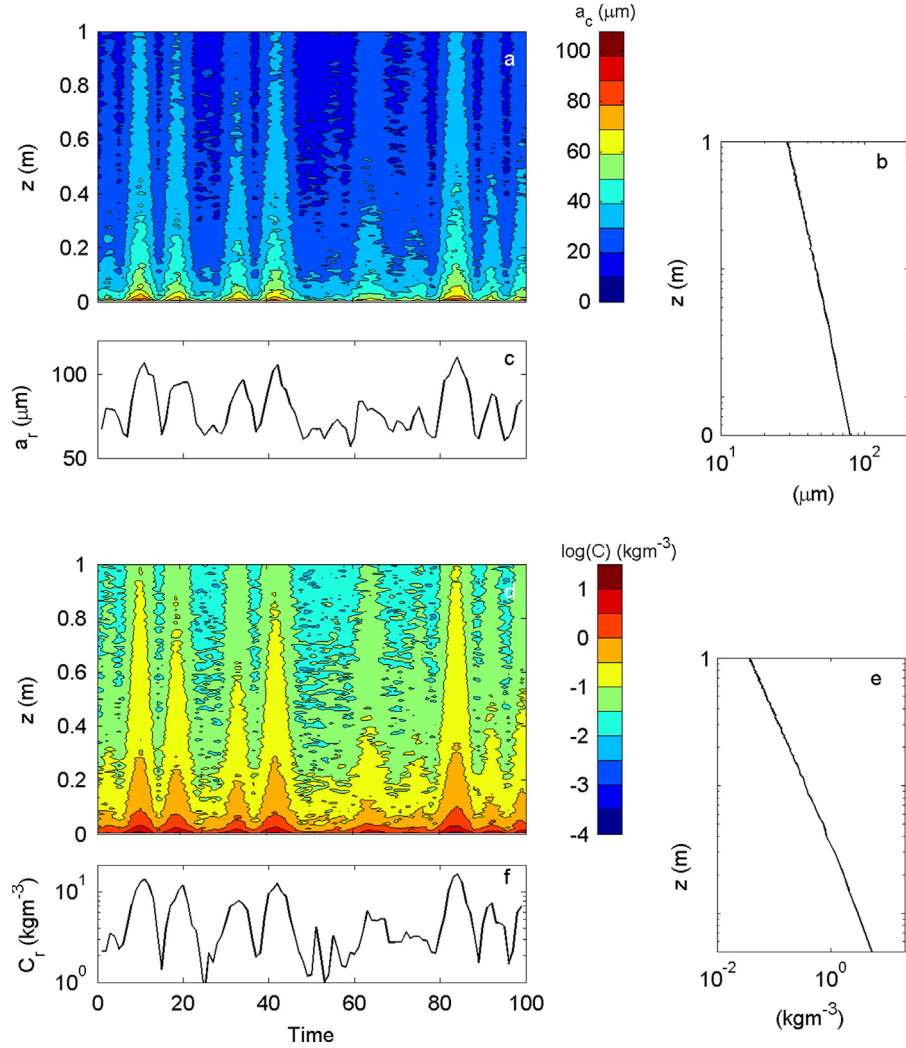 a_c (μm)
1
0.8
0.6
0.4
0.2
0
z (m)
a
100
80
60
40
20
0
1
b
z (m)
0
10^1
10^2
(μm)
100
50
a_r (μm)
c
log(C) (kgm^-3)
1
0.8
0.6
0.4
0.2
0
z (m)
d
1
0
-1
-2
-3
-4
1
e
z (m)
10^-2
10^0
(kgm^-3)
10^1
10^0
C_r (kgm^-3)
f
0
20
40
60
80
100
Time